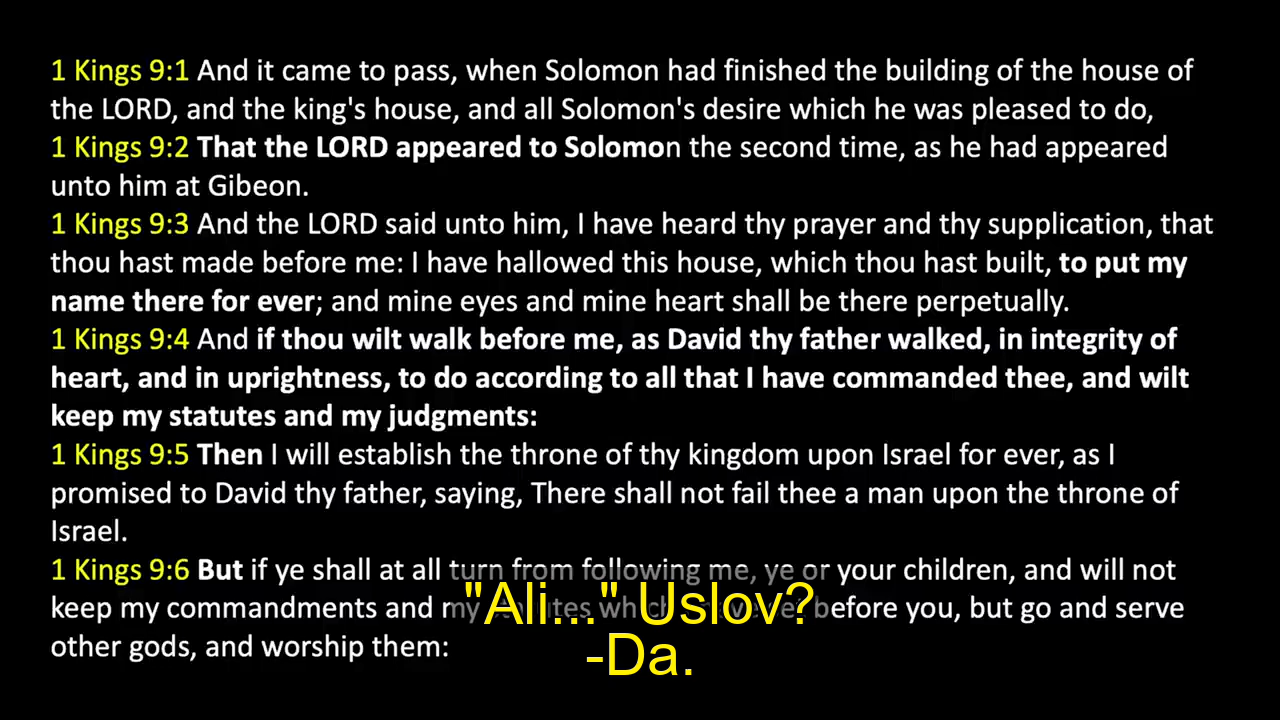 1 Kings 9:1 And it came to pass, when Solomon had finished the building of the house of
the LORD, and the king's house, and all Solomon's desire which he was pleased to do,
1 Kings 9:2 That the LORD appeared to Solomon the second time, as he had appeared
unto him at Gibeon.
1 Kings 9:3 And the LORD said unto him, I have heard thy prayer and thy supplication, that
thou hast made before me: I have hallowed this house, which thou hast built, to put my
name there for ever; and mine eyes and mine heart shall be there perpetually.
1 Kings 9:4 And if thou wilt walk before me, as David thy father walked, in integrity of
heart, and in uprightness, to do according to all that I have commanded thee, and wilt
keep my statutes and my judgments:
1 Kings 9:5 Then I will establish the throne of thy kingdom upon Israel for ever, as I
promised to David thy father, saying, There shall not fail thee a man upon the throne of
Israel.
1 Kings 9:6 But if ye shall at all turn from following me, ye or your children, and will not
keep my commandments and my statutes which before you, but go and serve
other gods, and worship them:
"Ali..." Uslov?
-Da.